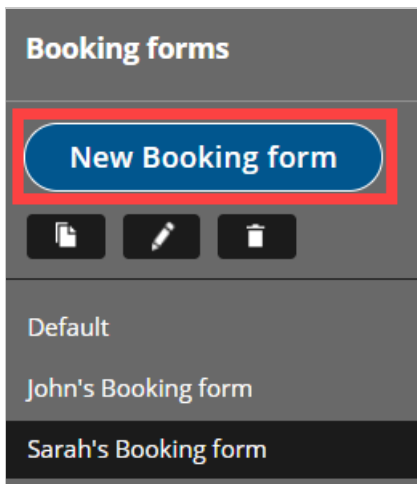 Booking forms
New Booking form
Default
John's Booking form
Sarah's Booking form